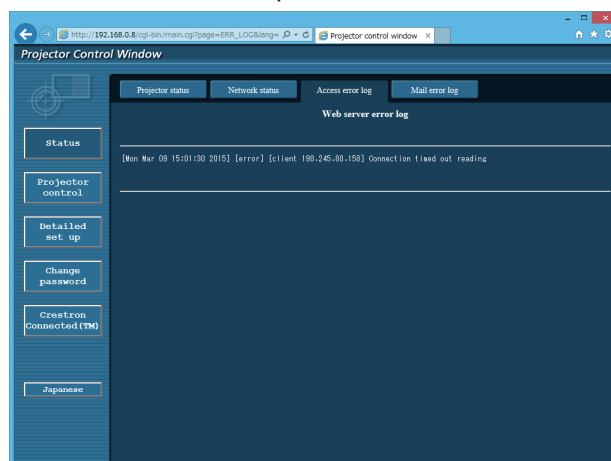 http://192.168.0.8/cgi-bin/main.cgi?page=ERR_LOG&lang=
Projector control window
Projector Control Window
Projector status
Network status
Access error log
Mail error log
Web server error log
Status
[Mon Mar 09 15:01:30 2015] [error] [client 198.245.80.158] Connection timed out reading
Projector
control
Detailed
set up
Change
password
Crestron
Connected(TM)
Japanese